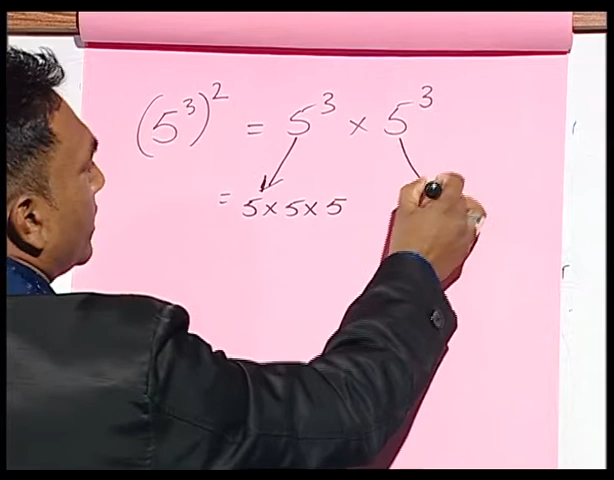 (5³)² = 5³ × 5³
= 5×5×5